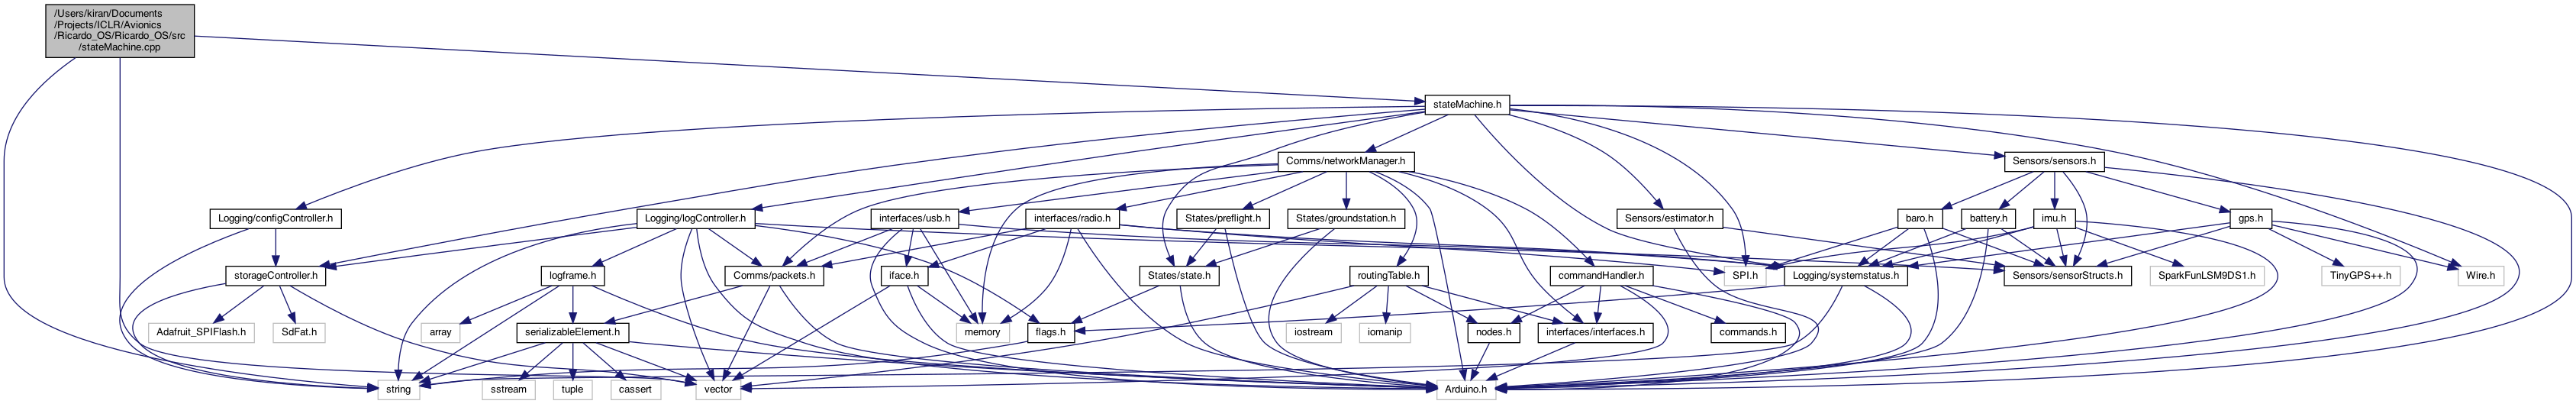 /Users/kiran/Documents
/Projects/ICLR/Avionics
/Ricardo_OS/Ricardo_OS/src
/stateMachine.cpp
stateMachine.h
Comms/networkManager.h
Sensors/sensors.h
Logging/configController.h
Logging/logController.h
interfaces/usb.h
interfaces/radio.h
States/preflight.h
States/groundstation.h
Sensors/estimator.h
baro.h
battery.h
imu.h
gps.h
storageController.h
logframe.h
Comms/packets.h
iface.h
States/state.h
routingTable.h
commandHandler.h
SPI.h
Logging/systemstatus.h
Sensors/sensorStructs.h
SparkFunLSM9DS1.h
TinyGPS++.h
Wire.h
Adafruit_SPIFlash.h
SdFat.h
array
serializableElement.h
memory
flags.h
iostream
iomanip
nodes.h
interfaces/interfaces.h
commands.h
string
sstream
tuple
cassert
vector
Arduino.h